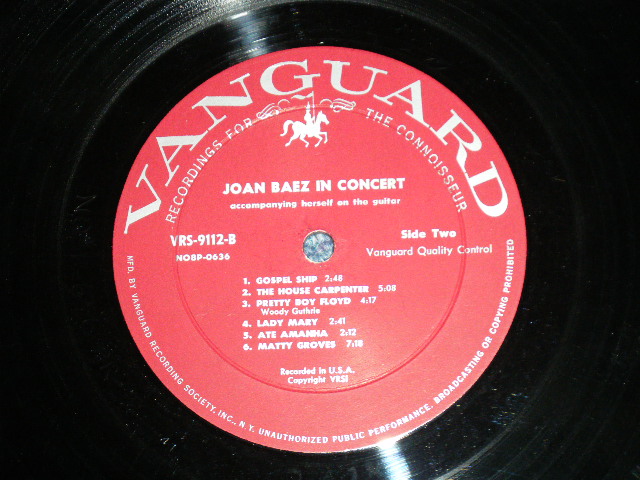 VANGUARD
RECORDINGS FOR THE CONNOISSEUR
JOAN BAEZ IN CONCERT
accompanying herself on the guitar
VRS-9112-B
NO8P-0636
Side Two
Vanguard Quality Control
1. GOSPEL SHIP 2:48
2. THE HOUSE CARPENTER 5:08
3. PRETTY BOY FLOYD 4:17
Woody Guthrie
4. LADY MARY 2:41
5. ATE AMANHA 2:12
6. MATTY GROVES 7:18
Recorded in U.S.A.
Copyright VRSI
MFD. BY VANGUARD RECORDING SOCIETY, INC., N.Y. UNAUTHORIZED PUBLIC PERFORMANCE, BROADCASTING OR COPYING PROHIBITED